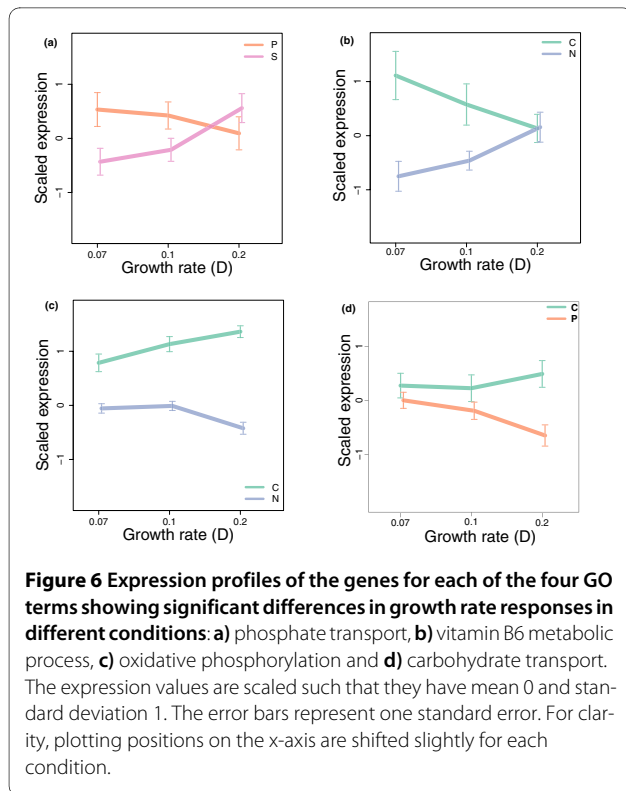 (a)
P
S
Scaled expression
1
0
-1
0.07 0.1 0.2
Growth rate (D)
(b)
C
N
Scaled expression
1
0
-1
0.07 0.1 0.2
Growth rate (D)
(c)
Scaled expression
1
0
-1
C
N
0.07 0.1 0.2
Growth rate (D)
(d)
C
P
Scaled expression
1
0
-1
0.07 0.1 0.2
Growth rate (D)
Figure 6 Expression profiles of the genes for each of the four GO
terms showing significant differences in growth rate responses in
different conditions: a) phosphate transport, b) vitamin B6 metabolic
process, c) oxidative phosphorylation and d) carbohydrate transport.
The expression values are scaled such that they have mean 0 and stan-
dard deviation 1. The error bars represent one standard error. For clar-
ity, plotting positions on the x-axis are shifted slightly for each
condition.